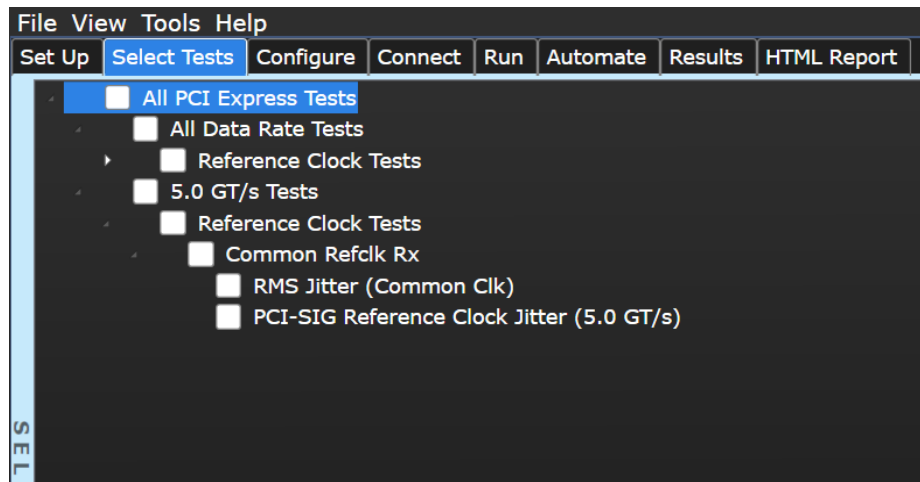 File View Tools Help
Set Up Select Tests Configure Connect Run Automate Results HTML Report
All PCI Express Tests
All Data Rate Tests
Reference Clock Tests
5.0 GT/s Tests
Reference Clock Tests
Common Refclk Rx
RMS Jitter (Common Clk)
PCI-SIG Reference Clock Jitter (5.0 GT/s)
SEL